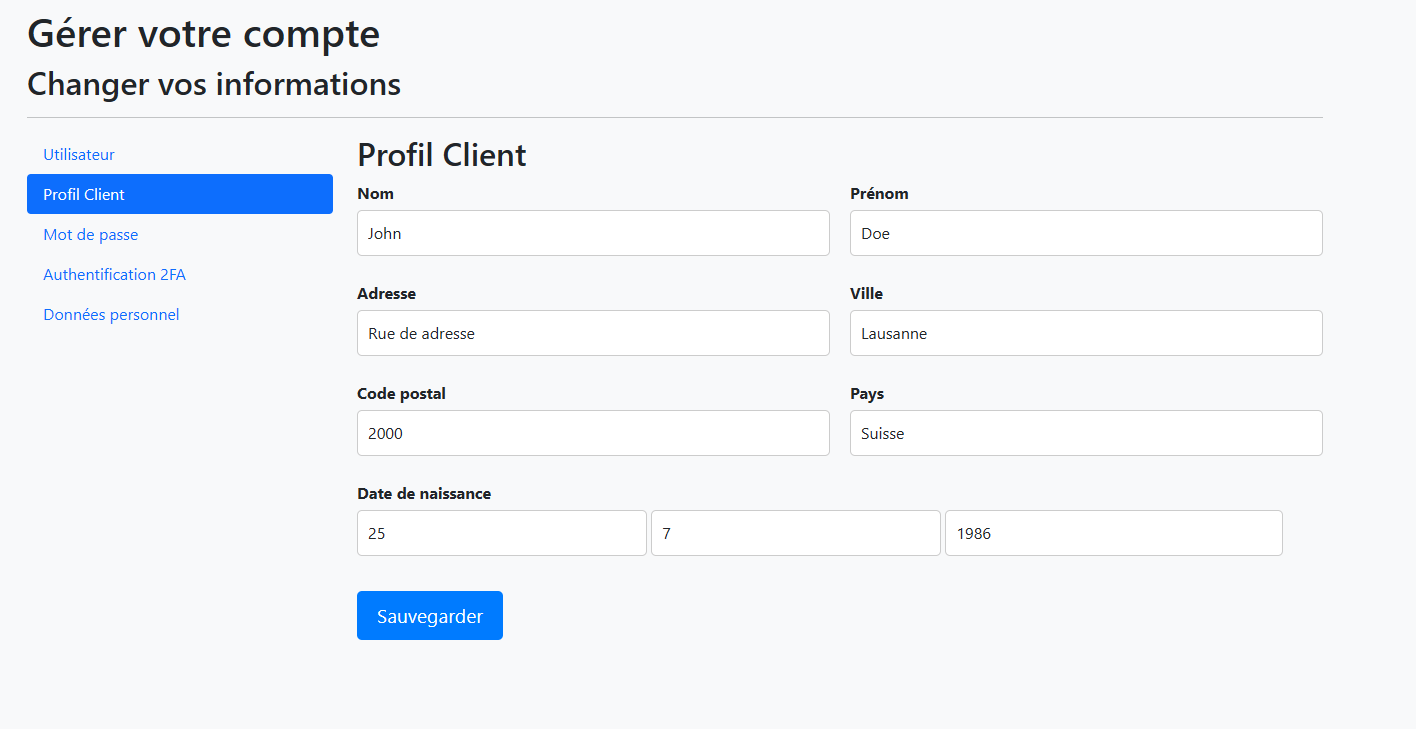 Gérer votre compte
Changer vos informations
Utilisateur
Profil Client
Mot de passe
Authentification 2FA
Données personnel
Profil Client
Nom
Prénom
John
Doe
Adresse
Ville
Rue de adresse
Lausanne
Code postal
Pays
2000
Suisse
Date de naissance
25
7
1986
Sauvegarder